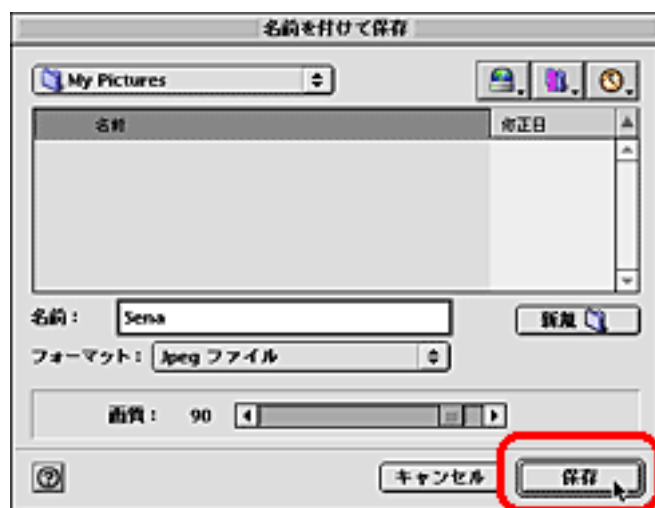 名前を付けて保存
My Pictures
名前 修正日
名前： Sena
新規
フォーマット： Jpeg ファイル
画質： 90
キャンセル 保存